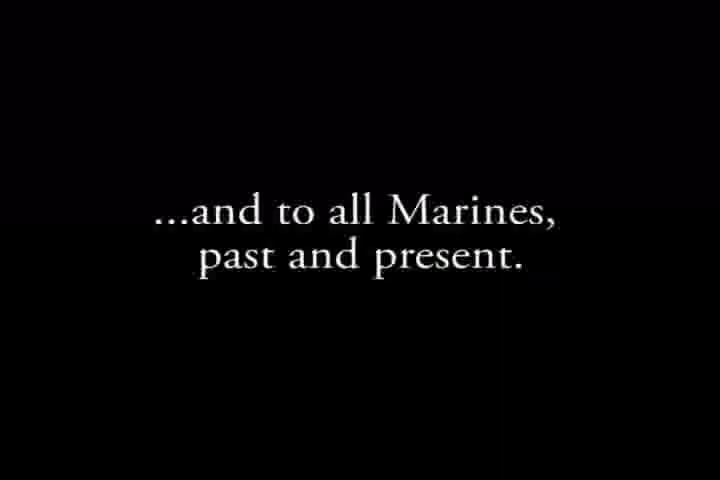 ...and to all Marines,
past and present.